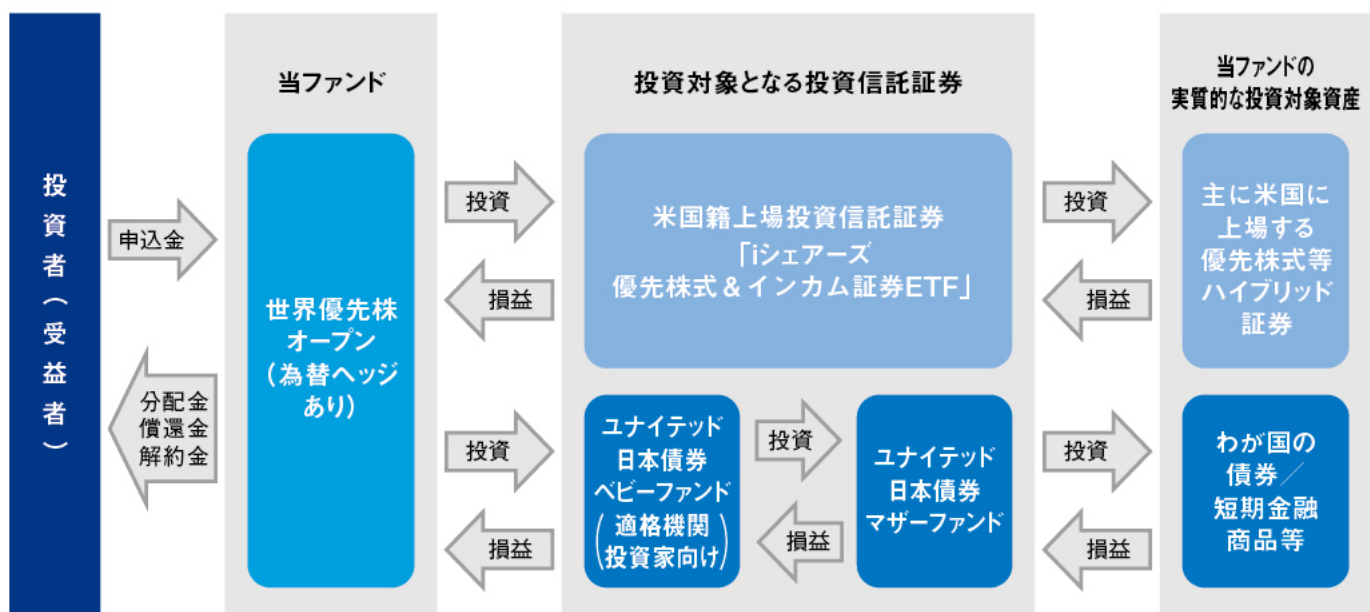 投資者（受益者）
申込金
分配金
償還金
解約金
当ファンド
世界優先株
オープン
（為替ヘッジ
あり）
投資
損益
投資
損益
投資対象となる投資信託証券
米国籍上場投資信託証券
「iシェアーズ
優先株式＆インカム証券ETF」
ユナイテッド
日本債券
ベビーファンド
（適格機関
投資家向け）
投資
損益
ユナイテッド
日本債券
マザーファンド
投資
損益
投資
損益
当ファンドの
実質的な投資対象資産
主に米国に
上場する
優先株式等
ハイブリッド
証券
わが国の
債券／
短期金融
商品等